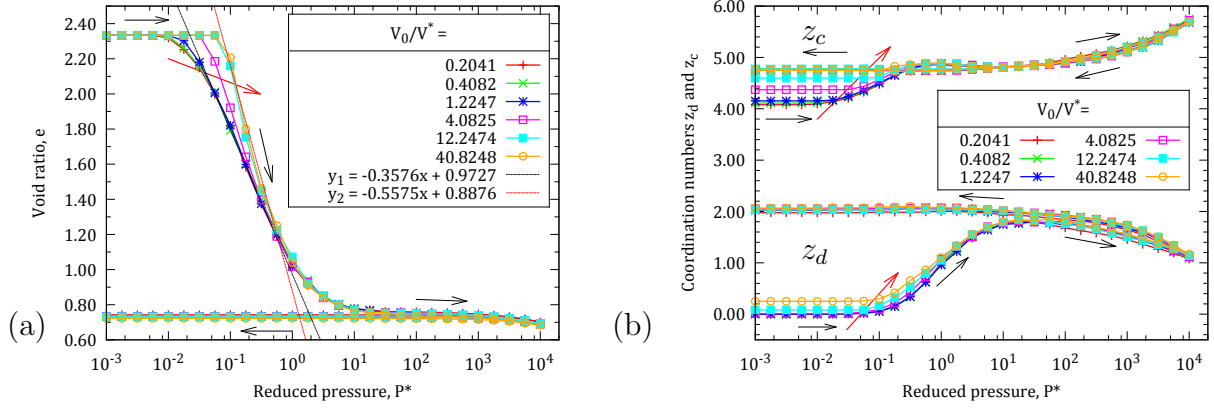 (a)
Void ratio, e
2.40
2.20
2.00
1.80
1.60
1.40
1.20
1.00
0.80
0.60
V0/V* =
0.2041
0.4082
1.2247
4.0825
12.2474
40.8248
y1 = -0.3576x + 0.9727
y2 = -0.5575x + 0.8876
10^-3 10^-2 10^-1 10^0 10^1 10^2 10^3 10^4
Reduced pressure, P*
(b)
Coordination numbers z_d and z_c
6.00
5.00
4.00
3.00
2.00
1.00
0.00
z_c
V0/V*=
0.2041 4.0825
0.4082 12.2474
1.2247 40.8248
z_d
10^-3 10^-2 10^-1 10^0 10^1 10^2 10^3 10^4
Reduced pressure, P*